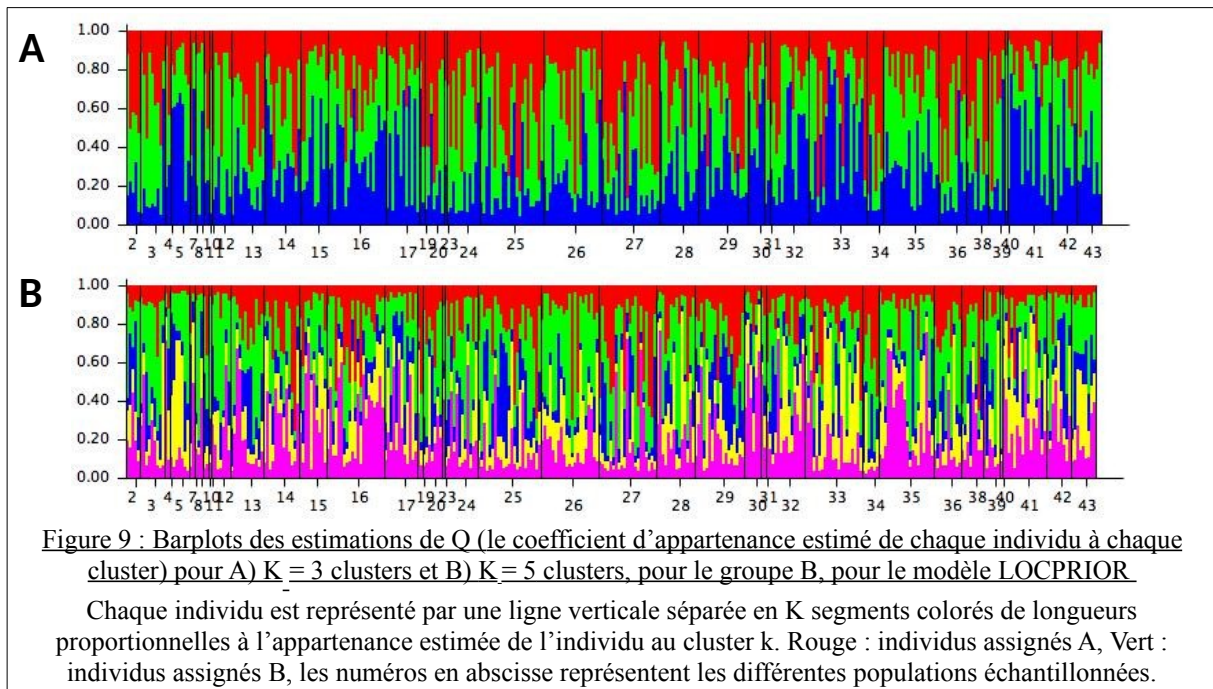 A
1.00
0.80
0.60
0.40
0.20
0.00
2 3 4 5 7 8 10 11 12 13 14 15 16 17 19 20 23 24 25 26 27 28 29 30 31 32 33 34 35 36 38 39 40 41 42 43
B
1.00
0.80
0.60
0.40
0.20
0.00
2 3 4 5 7 8 10 11 12 13 14 15 16 17 19 20 23 24 25 26 27 28 29 30 31 32 33 34 35 36 38 39 40 41 42 43
Figure 9 : Barplots des estimations de Q (le coefficient d’appartenance estimé de chaque individu à chaque
cluster) pour A) K = 3 clusters et B) K = 5 clusters, pour le groupe B, pour le modèle LOCPRIOR
Chaque individu est représenté par une ligne verticale séparée en K segments colorés de longueurs
proportionnelles à l’appartenance estimée de l’individu au cluster k. Rouge : individus assignés A, Vert :
individus assignés B, les numéros en abscisse représentent les différentes populations échantillonnées.